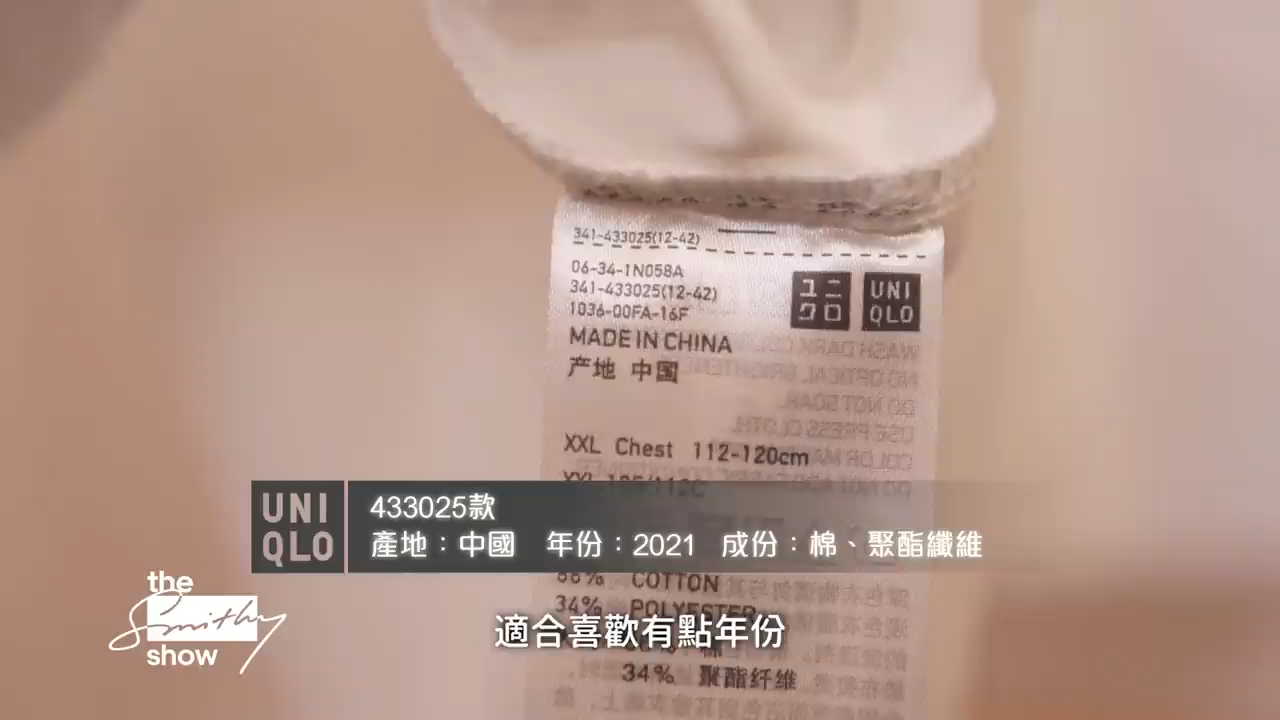 341-433025(12-42)
06-34-1N058A
341-433025(12-42)
1036-00FA-16F
ユニ
クロ
UNI
QLO
MADE IN CHINA
产地 中国
XXL Chest 112-120cm
UNI
QLO
433025款
產地：中國 年份：2021 成份：棉、聚酯纖維
COTTON
34% POLYESTER
適合喜歡有點年份
34% 聚酯纤维
the
Smithy
show